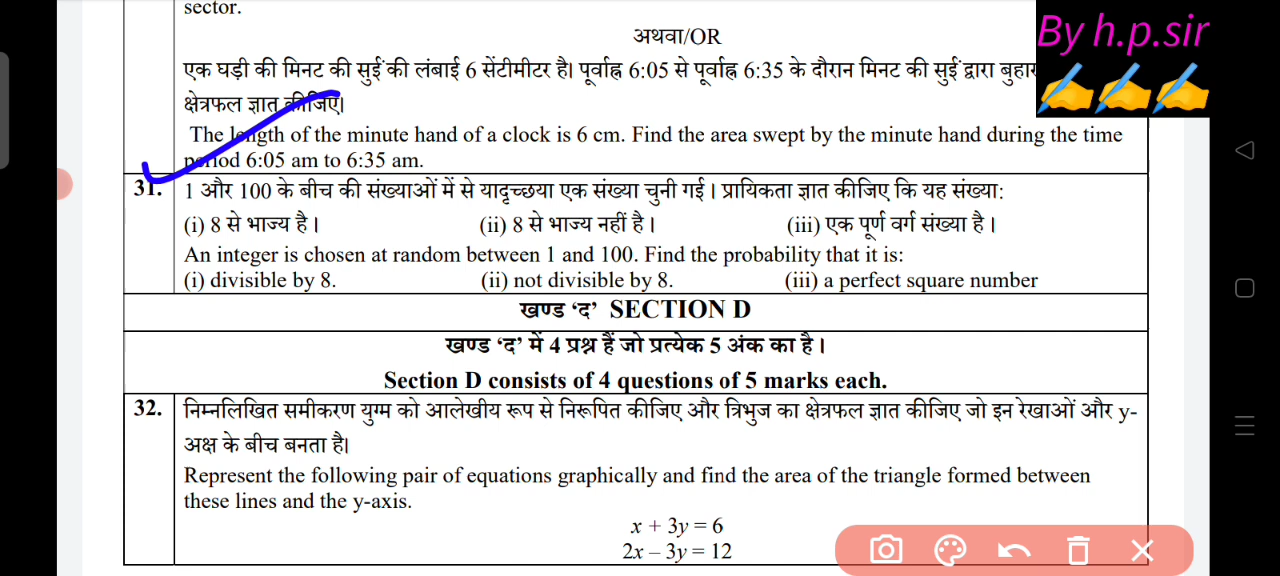 sector.
By h.p.sir
अथवा/OR
एक घड़ी की मिनट की सुई की लंबाई 6 सेंटीमीटर है। पूर्वाह्न 6:05 से पूर्वाह्न 6:35 के दौरान मिनट की सुई द्वारा बुहार
क्षेत्रफल ज्ञात कीजिए।
The length of the minute hand of a clock is 6 cm. Find the area swept by the minute hand during the time
period 6:05 am to 6:35 am.
31. 1 और 100 के बीच की संख्याओं में से यादृच्छया एक संख्या चुनी गई। प्रायिकता ज्ञात कीजिए कि यह संख्या:
(i) 8 से भाज्य है। (ii) 8 से भाज्य नहीं है। (iii) एक पूर्ण वर्ग संख्या है।
An integer is chosen at random between 1 and 100. Find the probability that it is:
(i) divisible by 8. (ii) not divisible by 8. (iii) a perfect square number
खण्ड ‘द’ SECTION D
खण्ड ‘द’ में 4 प्रश्न हैं जो प्रत्येक 5 अंक का है।
Section D consists of 4 questions of 5 marks each.
32. निम्नलिखित समीकरण युग्म को आलेखीय रूप से निरूपित कीजिए और त्रिभुज का क्षेत्रफल ज्ञात कीजिए जो इन रेखाओं और y-
अक्ष के बीच बनता है।
Represent the following pair of equations graphically and find the area of the triangle formed between
these lines and the y-axis.
x + 3y = 6
2x – 3y = 12